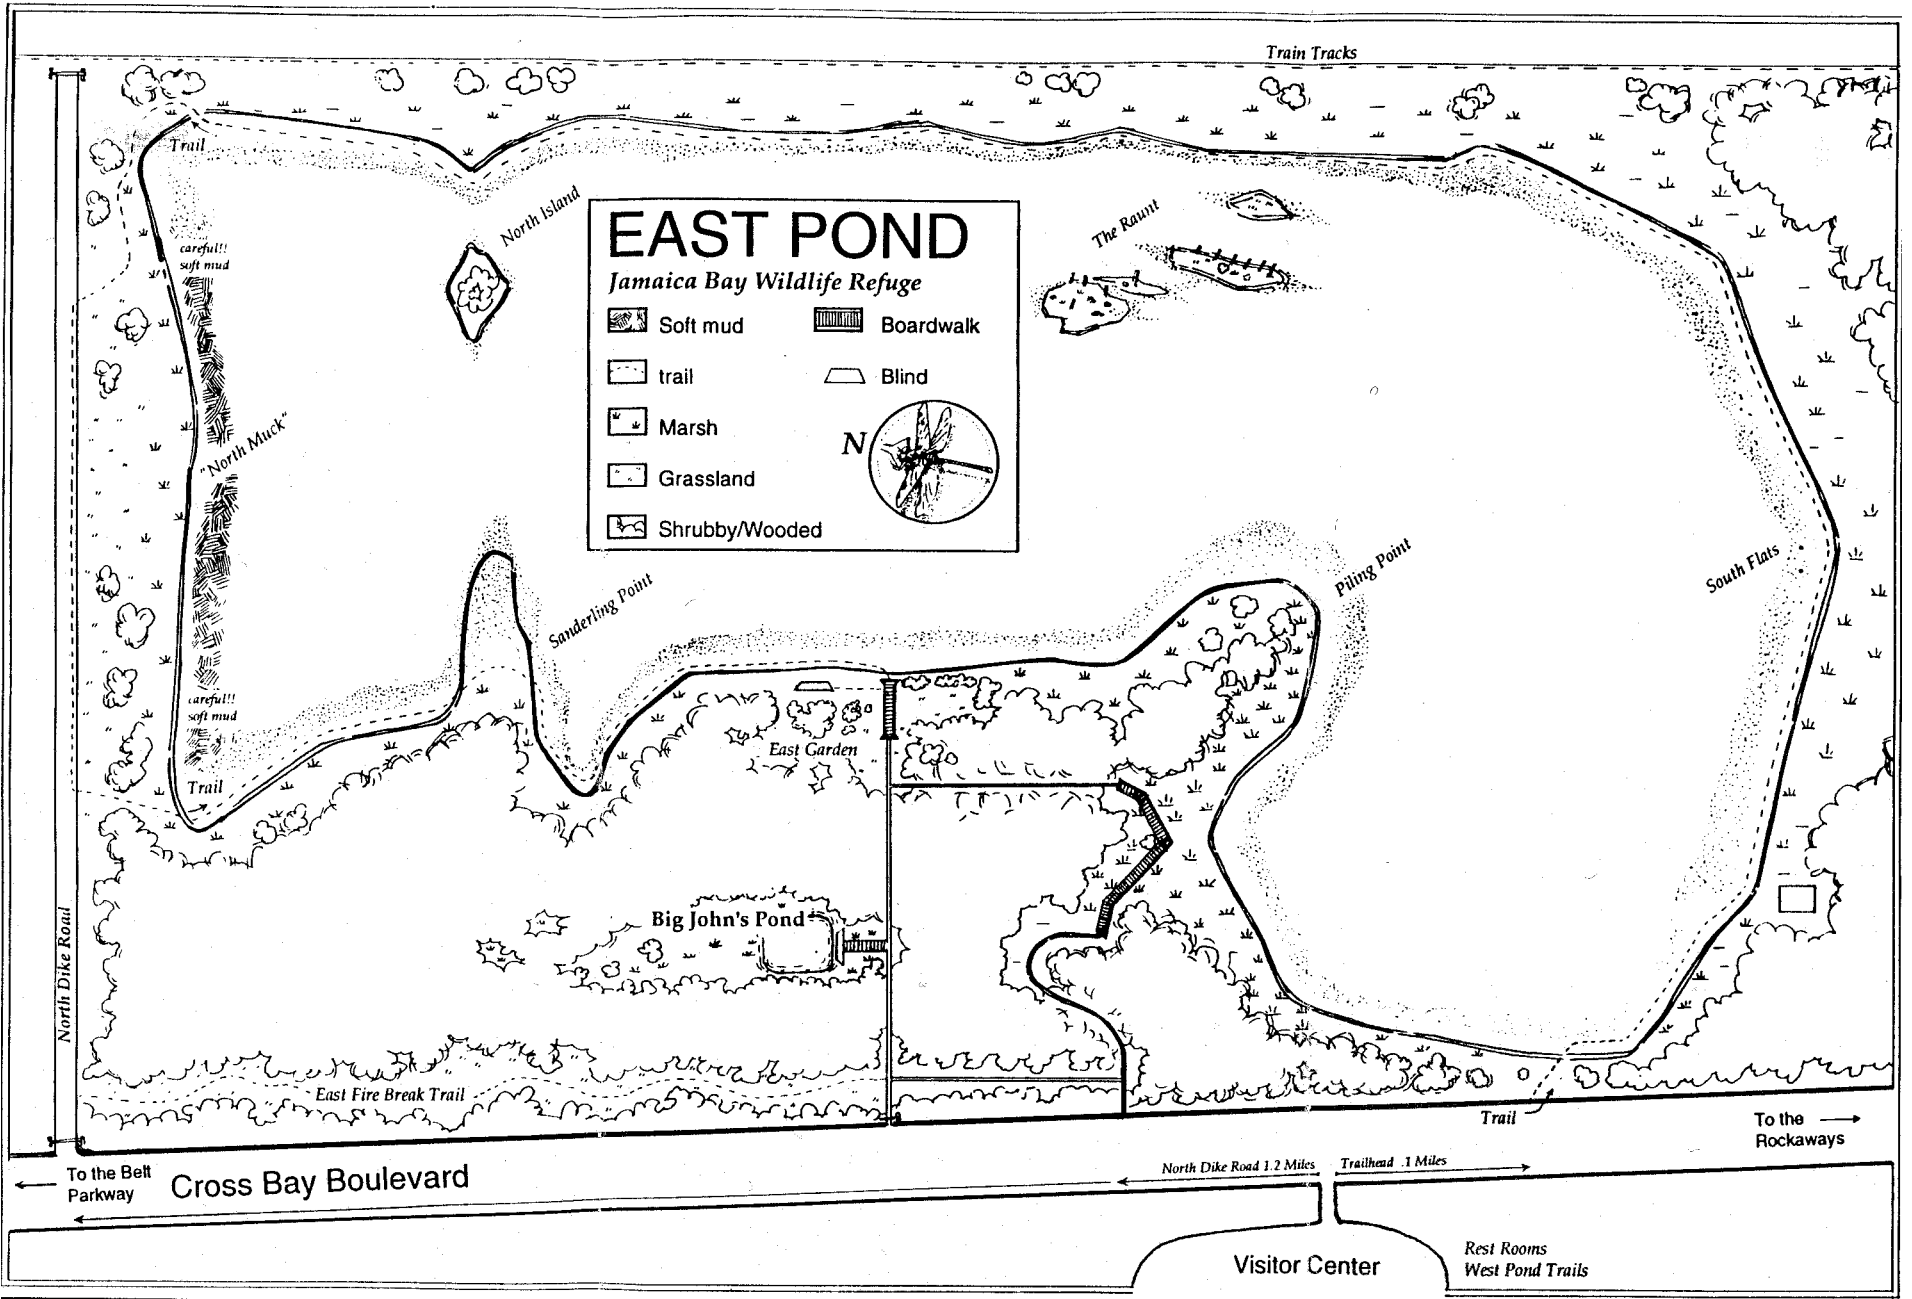 Train Tracks
Trail
careful!!
soft mud
North Island
The Raunt
EAST POND
Jamaica Bay Wildlife Refuge
Soft mud
Boardwalk
trail
Blind
Marsh
N
Grassland
Shrubby/Wooded
"North Muck"
Sanderling Point
Piling Point
South Flats
careful!!
soft mud
Trail
East Garden
Big John's Pond
North Dike Road
East Fire Break Trail
Trail
To the
Rockaways
To the Belt
Parkway
Cross Bay Boulevard
North Dike Road 1.2 Miles
Trailhead .1 Miles
Visitor Center
Rest Rooms
West Pond Trails